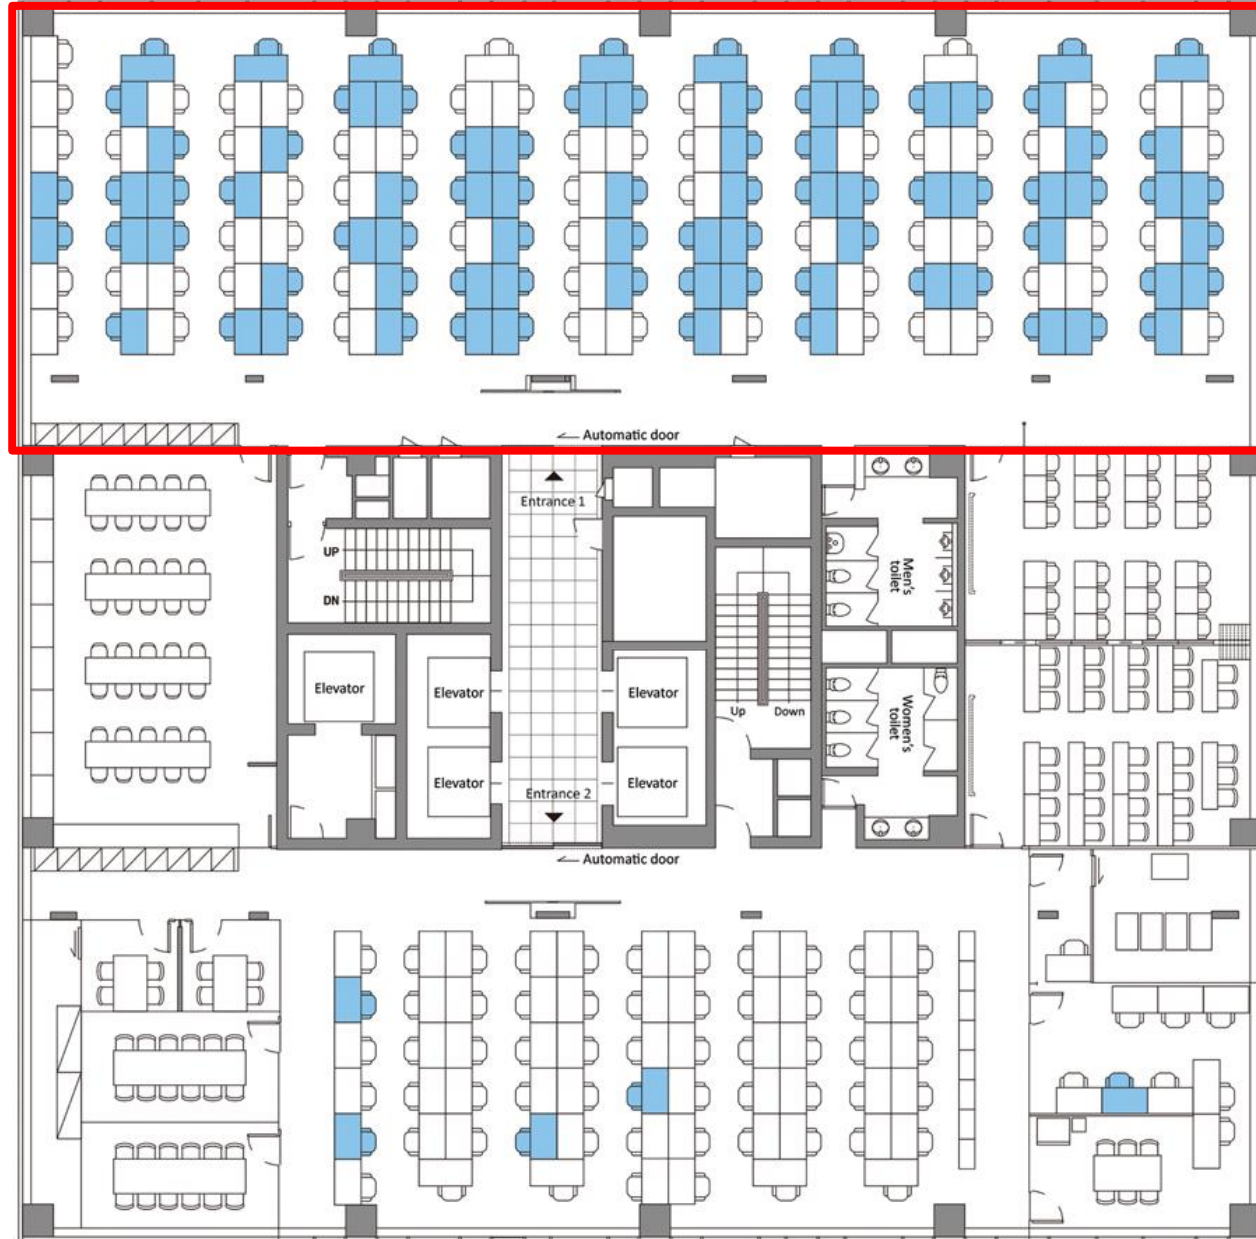 Automatic door
Entrance 1
UP
DN
Men's
toilet
Elevator
Elevator
Elevator
Up
Down
Women's
toilet
Elevator
Elevator
Entrance 2
Automatic door